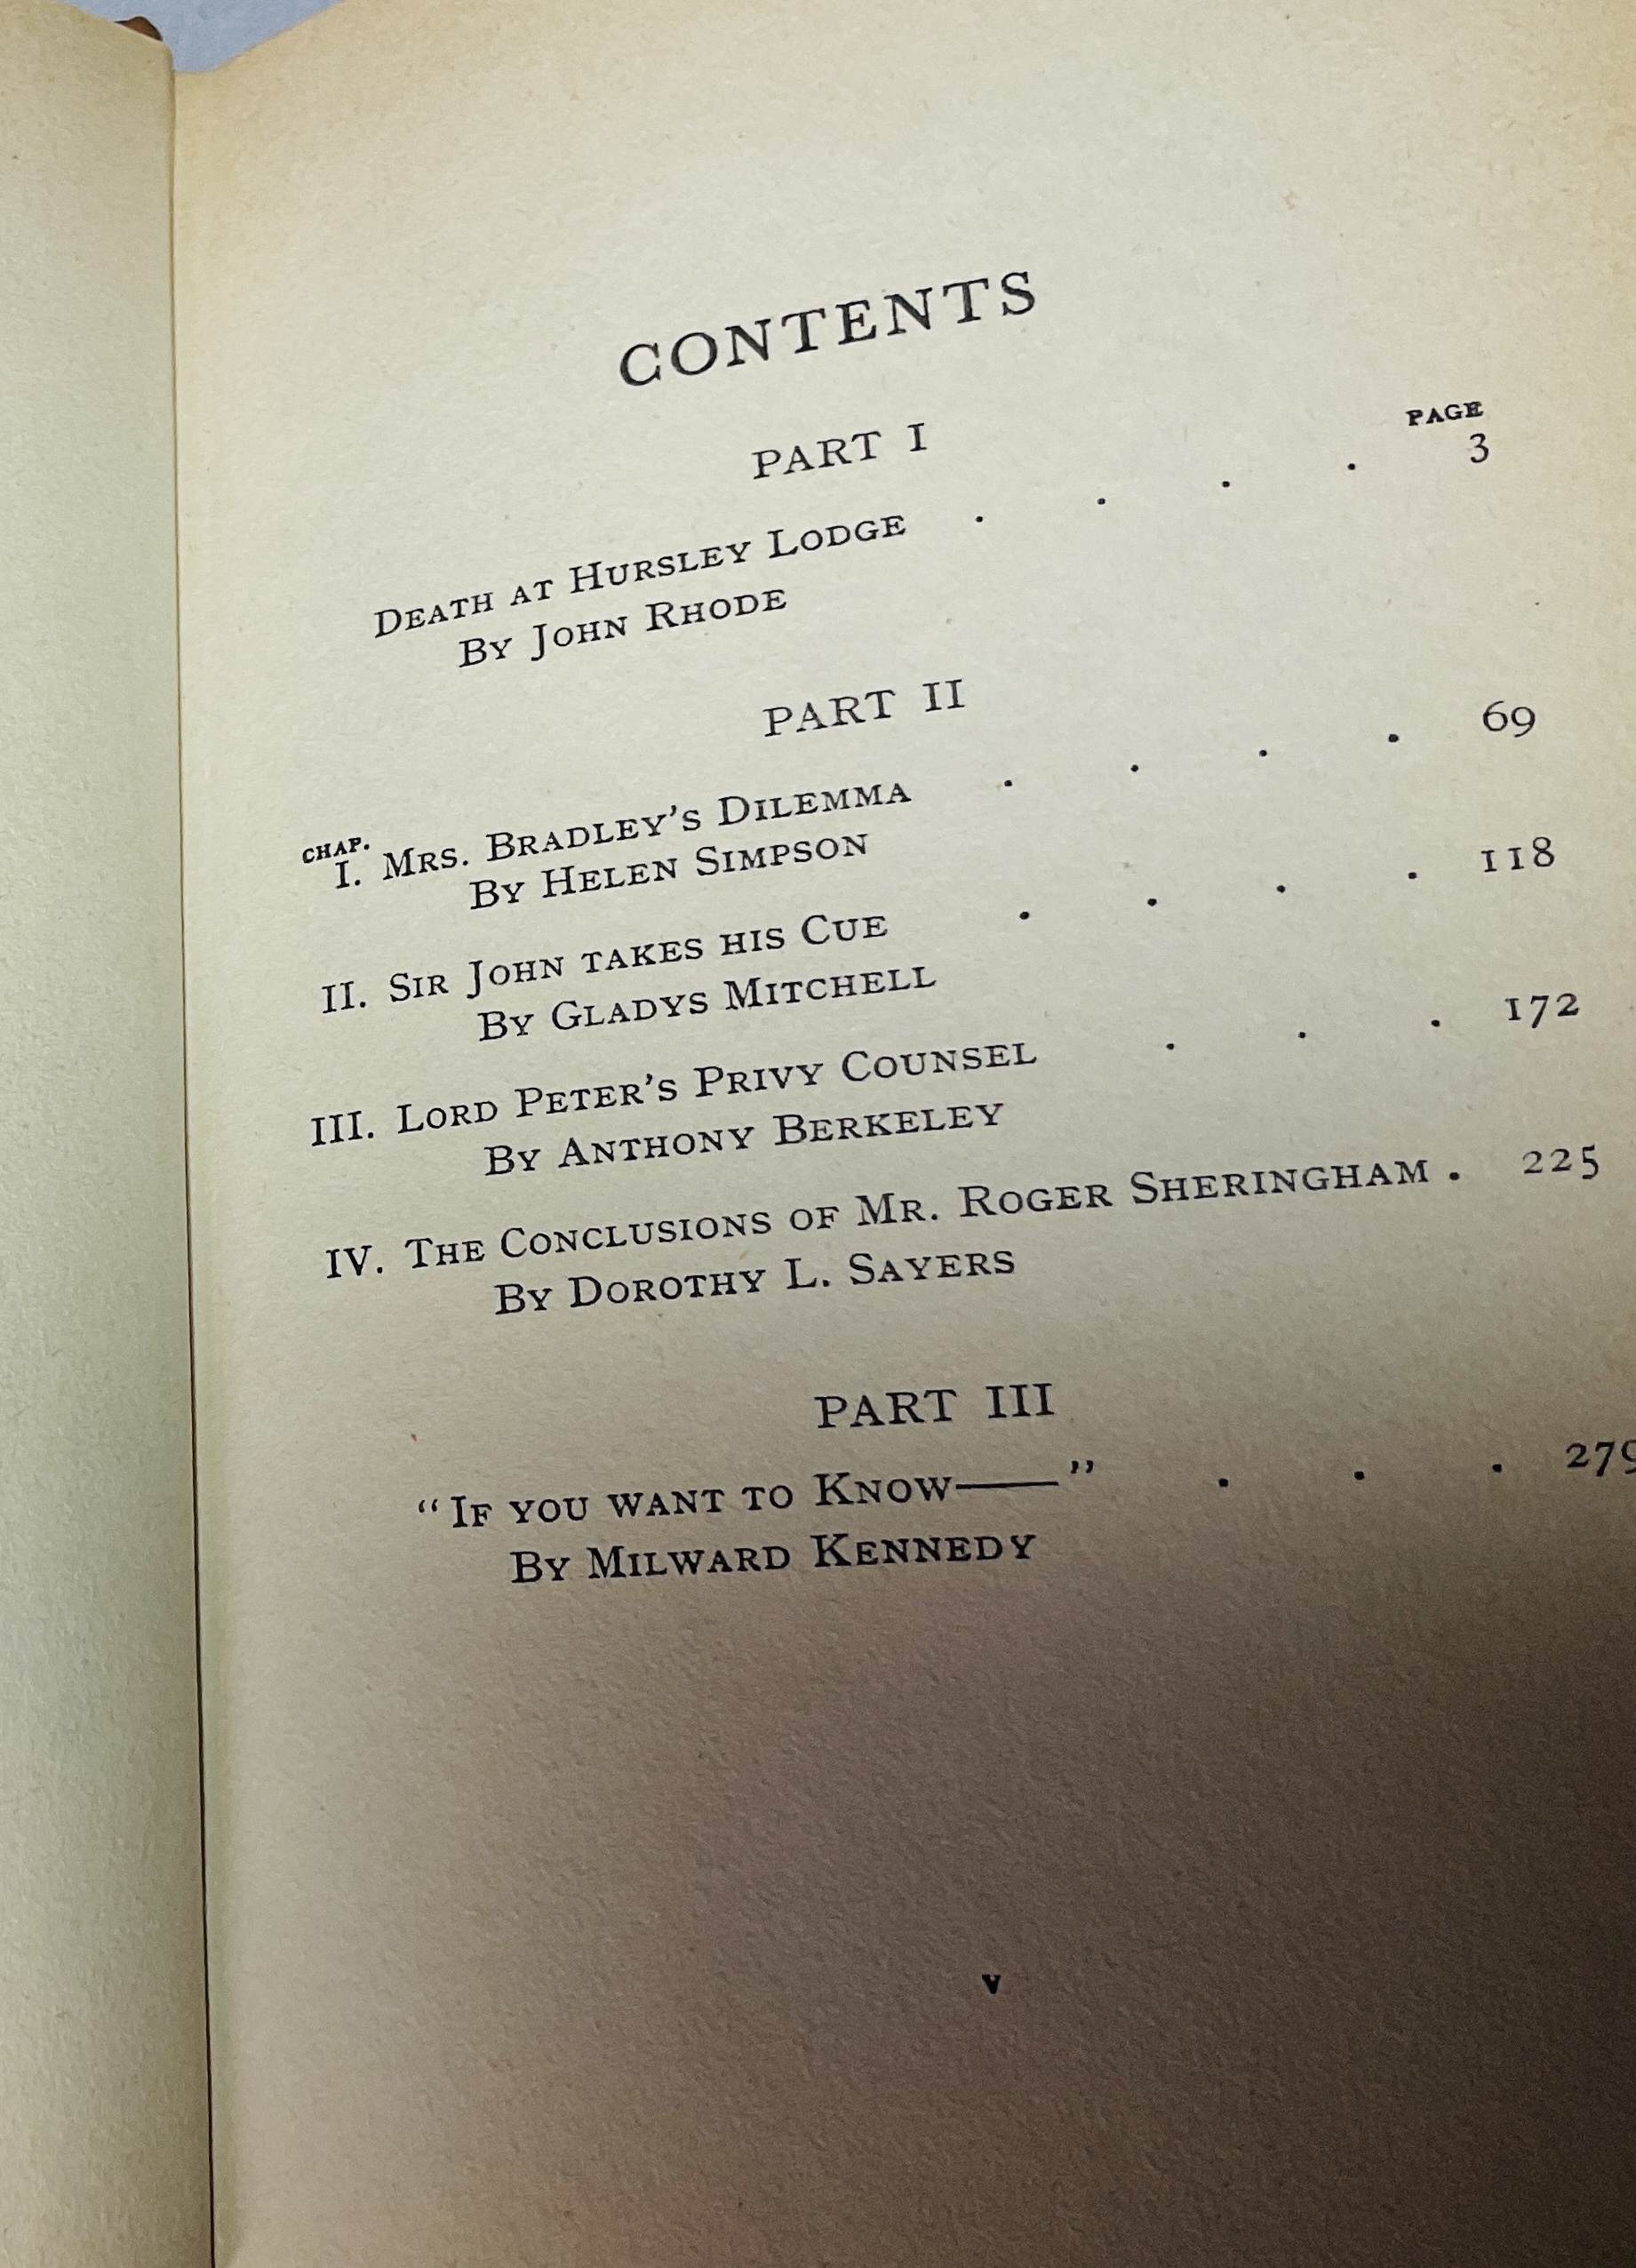 CONTENTS
PART I
PAGE
DEATH AT HURSLEY LODGE . . . . 3
BY JOHN RHODE
PART II
CHAP.
I. MRS. BRADLEY'S DILEMMA . . . . 69
BY HELEN SIMPSON
II. SIR JOHN TAKES HIS CUE . . . . 118
BY GLADYS MITCHELL
III. LORD PETER'S PRIVY COUNSEL . . . 172
BY ANTHONY BERKELEY
IV. THE CONCLUSIONS OF MR. ROGER SHERINGHAM . 225
BY DOROTHY L. SAYERS
PART III
“IF YOU WANT TO KNOW——” . . . 279
BY MILWARD KENNEDY
v